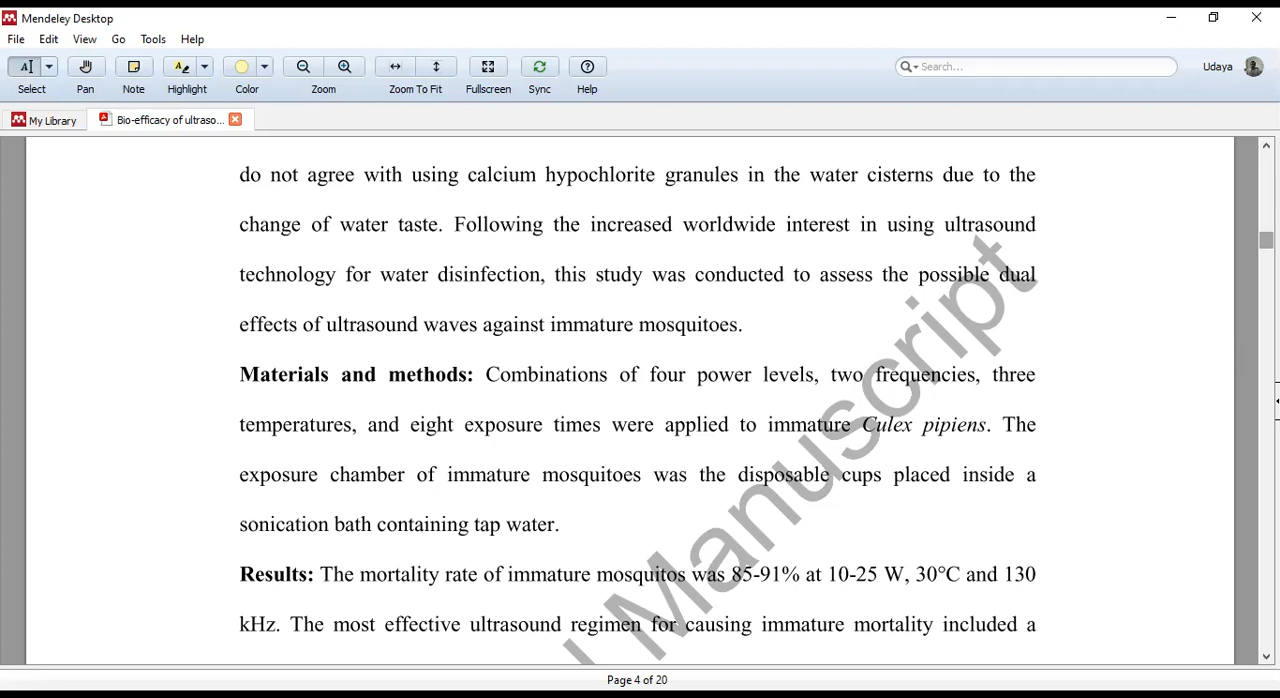 Mendeley Desktop
File Edit View Go Tools Help
Search...
Udaya
Select Pan Note Highlight Color Zoom Zoom To Fit Fullscreen Sync Help
My Library Bio-efficacy of ultraso...
do not agree with using calcium hypochlorite granules in the water cisterns due to the
change of water taste. Following the increased worldwide interest in using ultrasound
technology for water disinfection, this study was conducted to assess the possible dual
effects of ultrasound waves against immature mosquitoes.
Materials and methods: Combinations of four power levels, two frequencies, three
temperatures, and eight exposure times were applied to immature Culex pipiens. The
exposure chamber of immature mosquitoes was the disposable cups placed inside a
sonication bath containing tap water.
Results: The mortality rate of immature mosquitos was 85-91% at 10-25 W, 30°C and 130
kHz. The most effective ultrasound regimen for causing immature mortality included a
Manuscript
Page 4 of 20